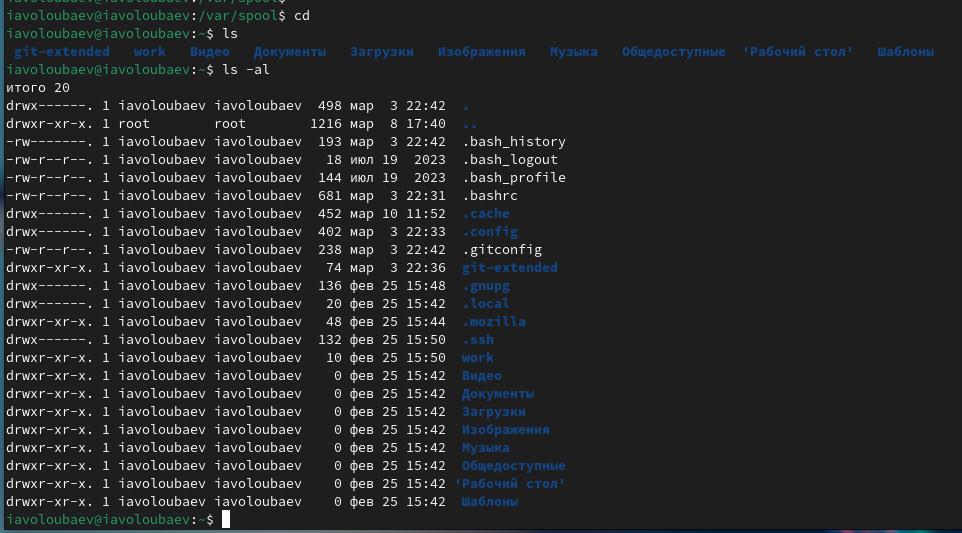 iavoloubaev@iavoloubaev:/var/spool$ cd
iavoloubaev@iavoloubaev:~$ ls
git-extended work Видео Документы Загрузки Изображения Музыка Общедоступные 'Рабочий стол' Шаблоны
iavoloubaev@iavoloubaev:~$ ls -al
итого 20
drwx------. 1 iavoloubaev iavoloubaev 498 мар 3 22:42 .
drwxr-xr-x. 1 root root 1216 мар 8 17:40 ..
-rw-------. 1 iavoloubaev iavoloubaev 193 мар 3 22:42 .bash_history
-rw-r--r--. 1 iavoloubaev iavoloubaev 18 июл 19 2023 .bash_logout
-rw-r--r--. 1 iavoloubaev iavoloubaev 144 июл 19 2023 .bash_profile
-rw-r--r--. 1 iavoloubaev iavoloubaev 681 мар 3 22:31 .bashrc
drwx------. 1 iavoloubaev iavoloubaev 452 мар 10 11:52 .cache
drwx------. 1 iavoloubaev iavoloubaev 402 мар 3 22:33 .config
-rw-r--r--. 1 iavoloubaev iavoloubaev 238 мар 3 22:42 .gitconfig
drwxr-xr-x. 1 iavoloubaev iavoloubaev 74 мар 3 22:36 git-extended
drwx------. 1 iavoloubaev iavoloubaev 136 фев 25 15:48 .gnupg
drwx------. 1 iavoloubaev iavoloubaev 20 фев 25 15:42 .local
drwxr-xr-x. 1 iavoloubaev iavoloubaev 48 фев 25 15:44 .mozilla
drwx------. 1 iavoloubaev iavoloubaev 132 фев 25 15:50 .ssh
drwxr-xr-x. 1 iavoloubaev iavoloubaev 10 фев 25 15:50 work
drwxr-xr-x. 1 iavoloubaev iavoloubaev 0 фев 25 15:42 Видео
drwxr-xr-x. 1 iavoloubaev iavoloubaev 0 фев 25 15:42 Документы
drwxr-xr-x. 1 iavoloubaev iavoloubaev 0 фев 25 15:42 Загрузки
drwxr-xr-x. 1 iavoloubaev iavoloubaev 0 фев 25 15:42 Изображения
drwxr-xr-x. 1 iavoloubaev iavoloubaev 0 фев 25 15:42 Музыка
drwxr-xr-x. 1 iavoloubaev iavoloubaev 0 фев 25 15:42 Общедоступные
drwxr-xr-x. 1 iavoloubaev iavoloubaev 0 фев 25 15:42 'Рабочий стол'
drwxr-xr-x. 1 iavoloubaev iavoloubaev 0 фев 25 15:42 Шаблоны
iavoloubaev@iavoloubaev:~$